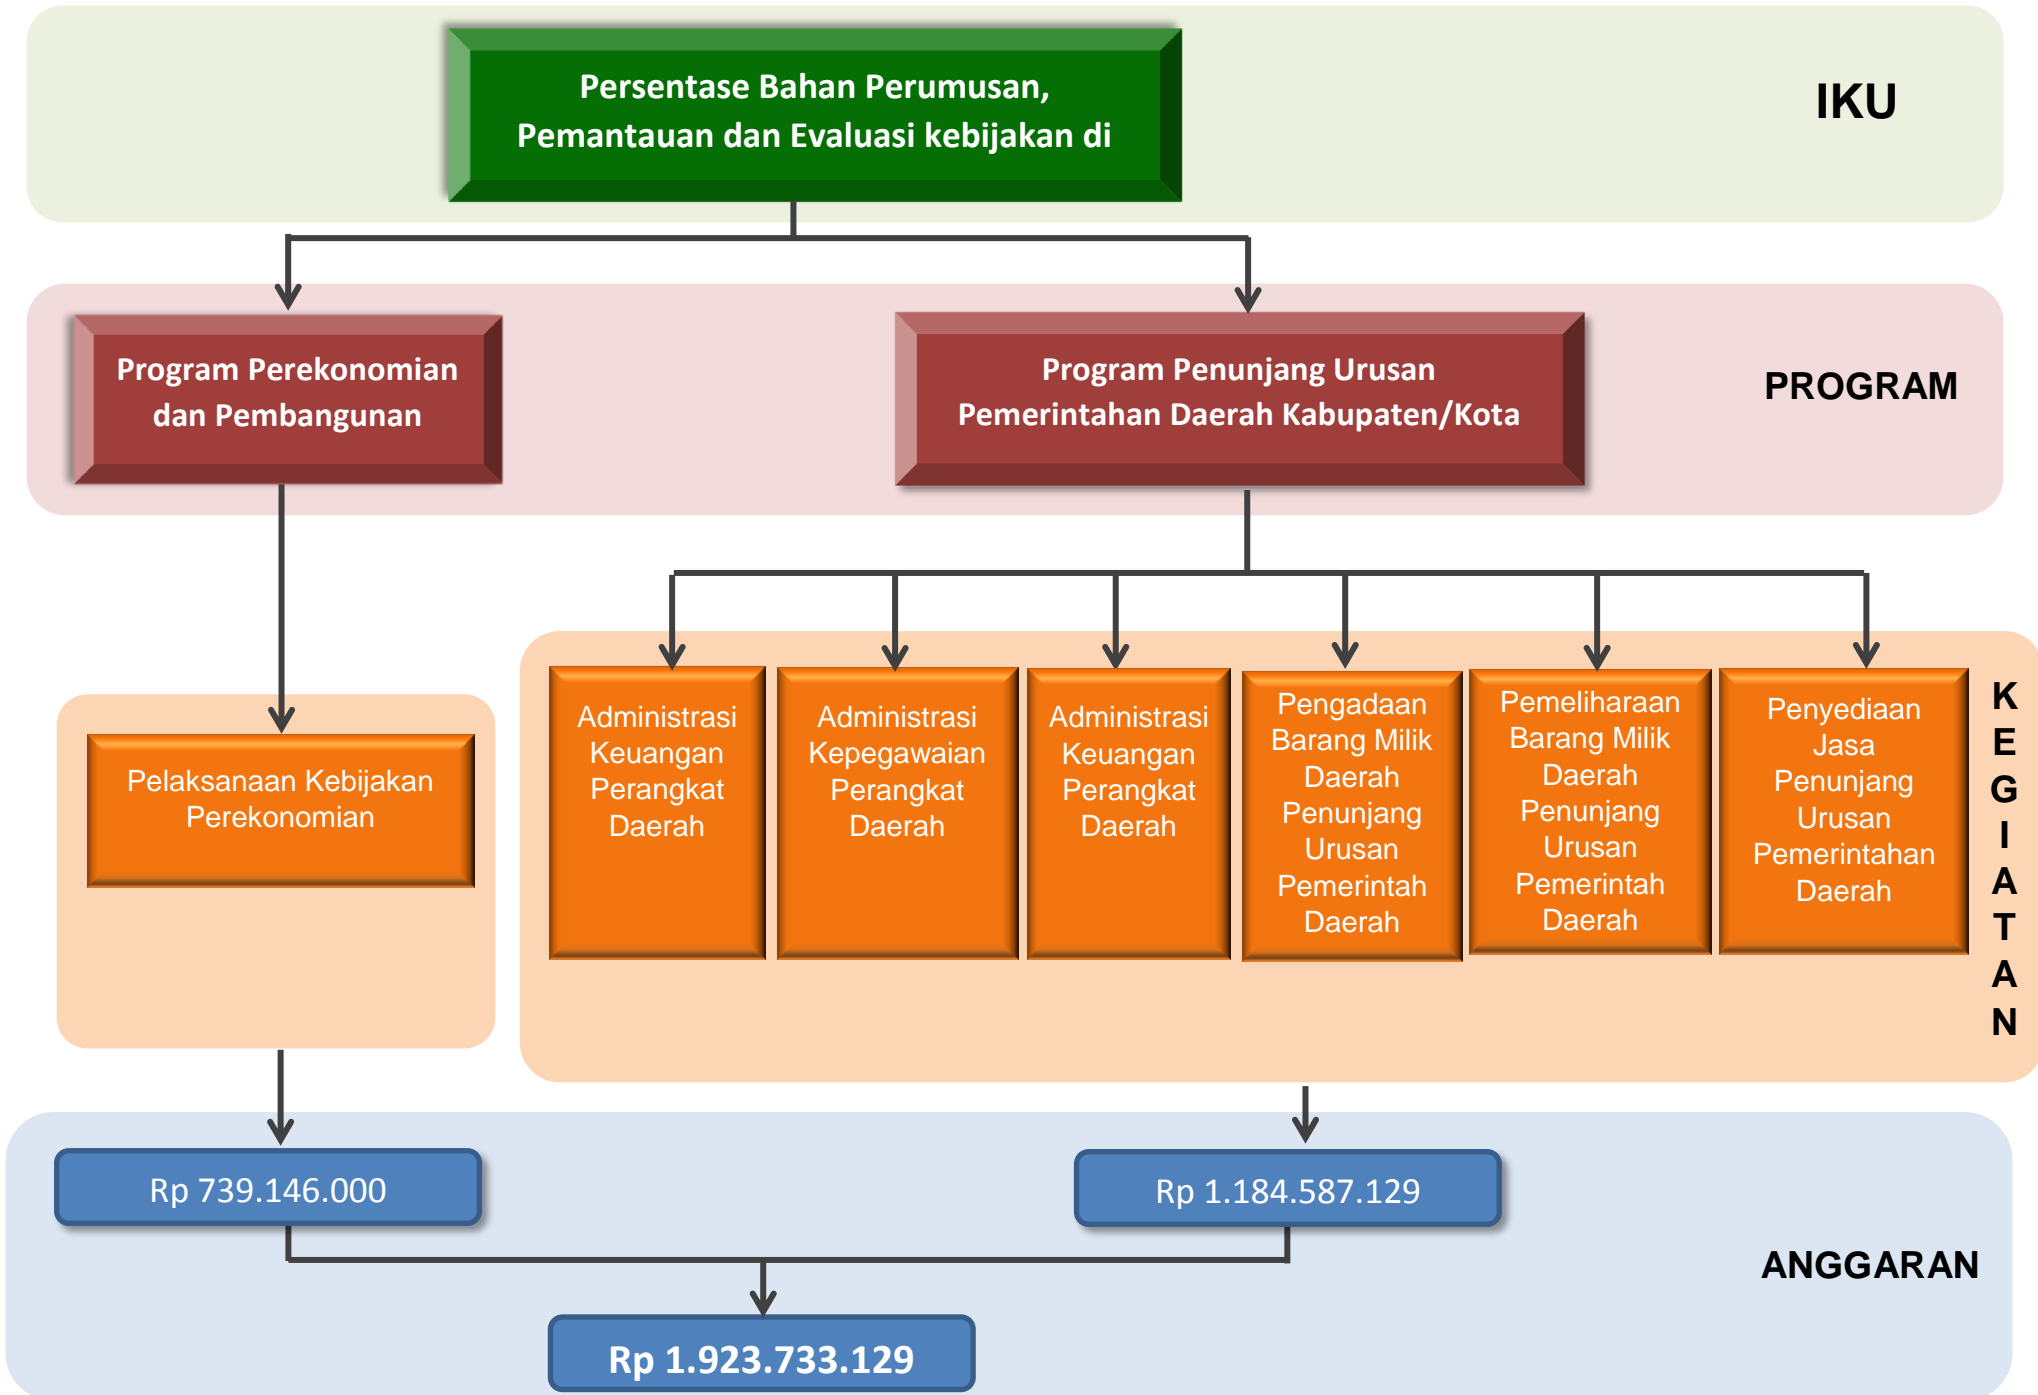 Persentase Bahan Perumusan,
Pemantauan dan Evaluasi kebijakan di
IKU
Program Perekonomian
dan Pembangunan
Program Penunjang Urusan
Pemerintahan Daerah Kabupaten/Kota
PROGRAM
Pelaksanaan Kebijakan
Perekonomian
Administrasi
Keuangan
Perangkat
Daerah
Administrasi
Kepegawaian
Perangkat
Daerah
Administrasi
Keuangan
Perangkat
Daerah
Pengadaan
Barang Milik
Daerah
Penunjang
Urusan
Pemerintah
Daerah
Pemeliharaan
Barang Milik
Daerah
Penunjang
Urusan
Pemerintah
Daerah
Penyediaan
Jasa
Penunjang
Urusan
Pemerintahan
Daerah
K
E
G
I
A
T
A
N
Rp 739.146.000
Rp 1.184.587.129
ANGGARAN
Rp 1.923.733.129